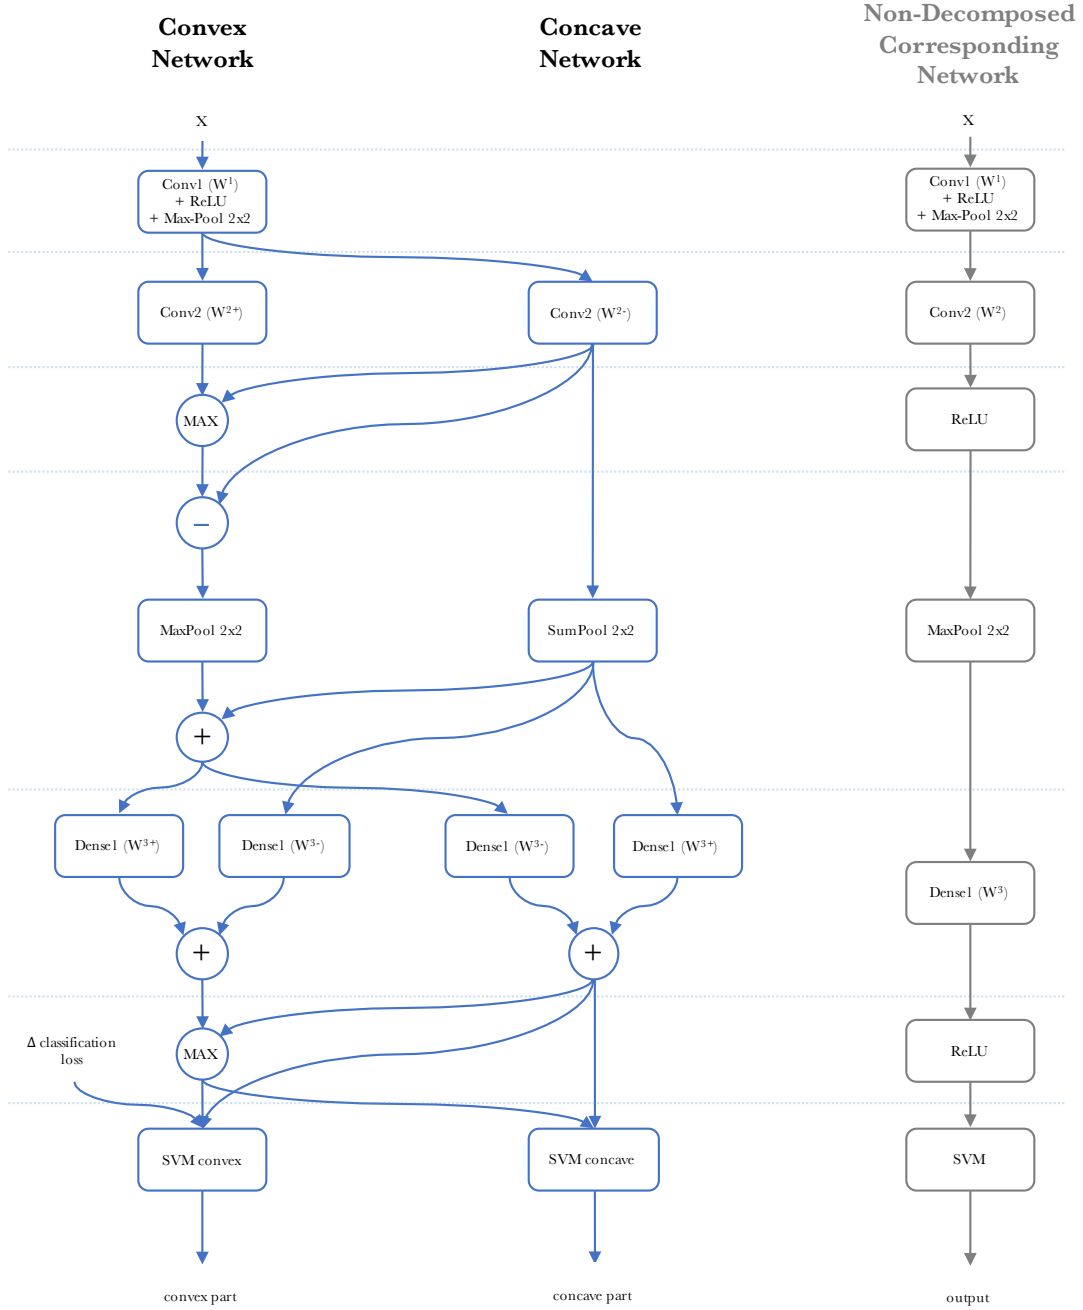 Convex
Network
Concave
Network
Non-Decomposed
Corresponding
Network
X
X
Conv1 (W¹)
+ ReLU
+ Max-Pool 2x2
Conv1 (W¹)
+ ReLU
+ Max-Pool 2x2
Conv2 (W²⁺)
Conv2 (W²⁻)
Conv2 (W²)
MAX
ReLU
–
MaxPool 2x2
SumPool 2x2
MaxPool 2x2
+
Dense1 (W³⁺)
Dense1 (W³⁻)
Dense1 (W³⁻)
Dense1 (W³⁺)
Dense1 (W³)
+
+
Δ classification
loss
MAX
ReLU
SVM convex
SVM concave
SVM
convex part
concave part
output